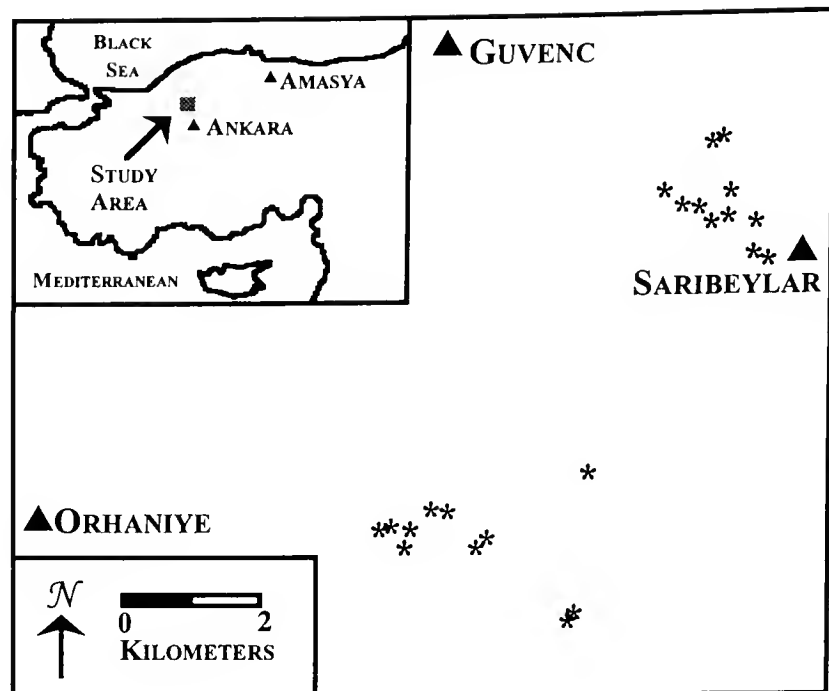 BLACK
SEA
AMASYA
ANKARA
STUDY
AREA
MEDITERRANEAN
GUVENC
SARIBEYLAR
ORHANIYE
N
0 2
KILOMETERS